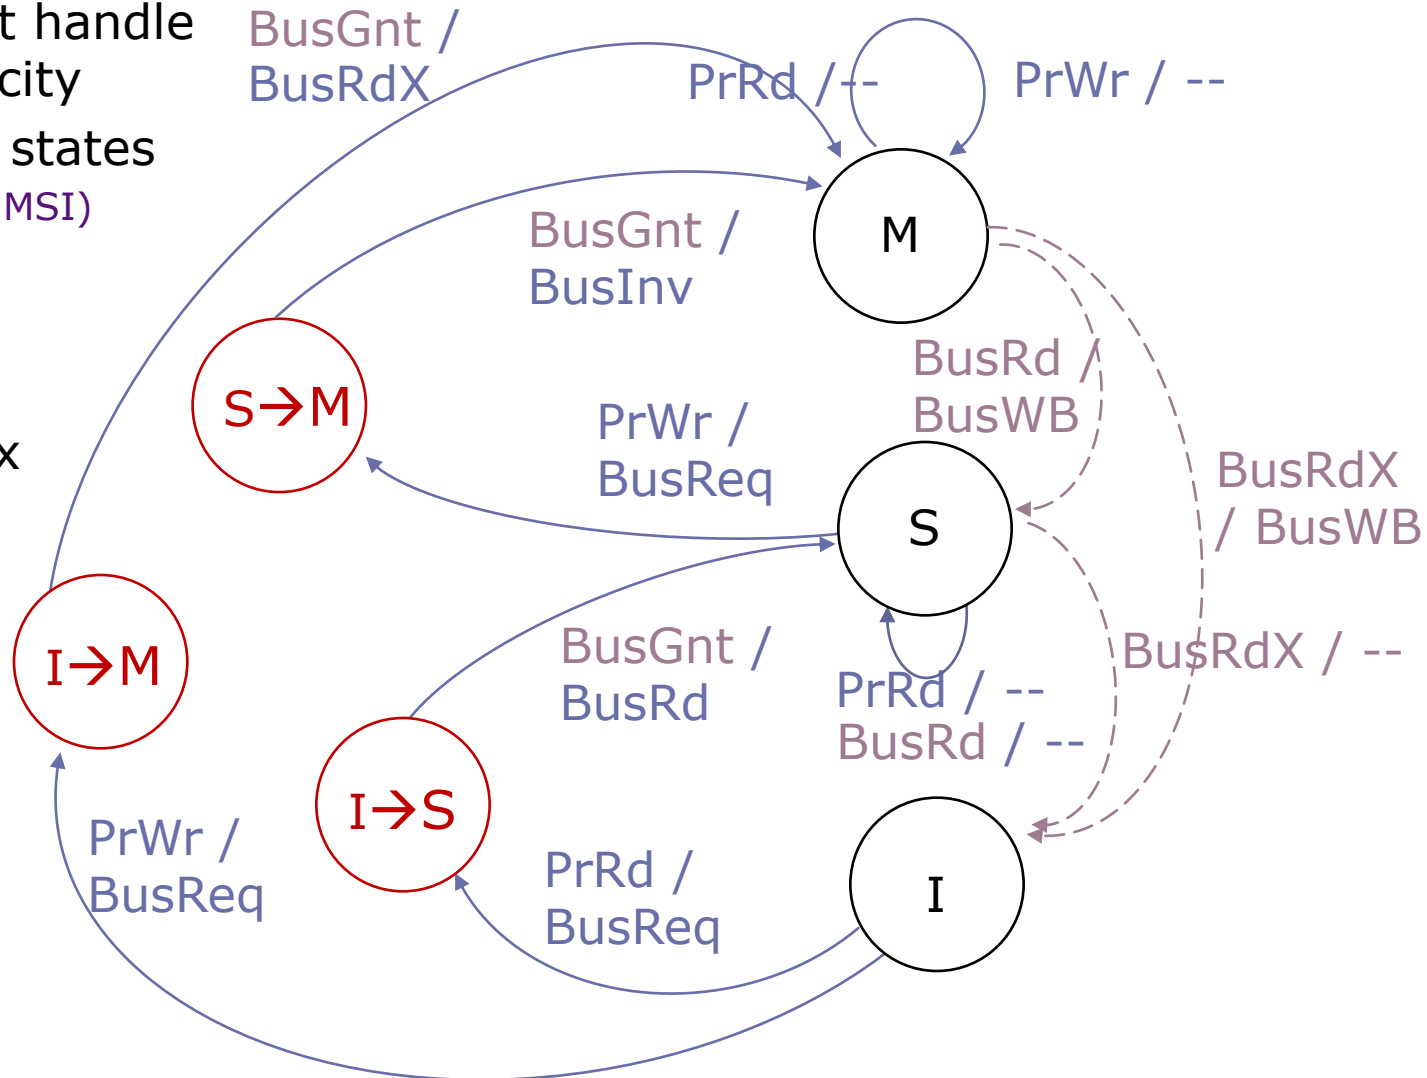 t handle
city
states
MSI)
x
BusGnt /
BusRdX
PrRd /--
PrWr / --
M
BusGnt /
BusInv
S→M
BusRd /
BusWB
PrWr /
BusReq
BusRdX
/ BusWB
S
I→M
BusGnt /
BusRd
PrRd / --
BusRd / --
BusRdX / --
I→S
PrWr /
BusReq
PrRd /
BusReq
I